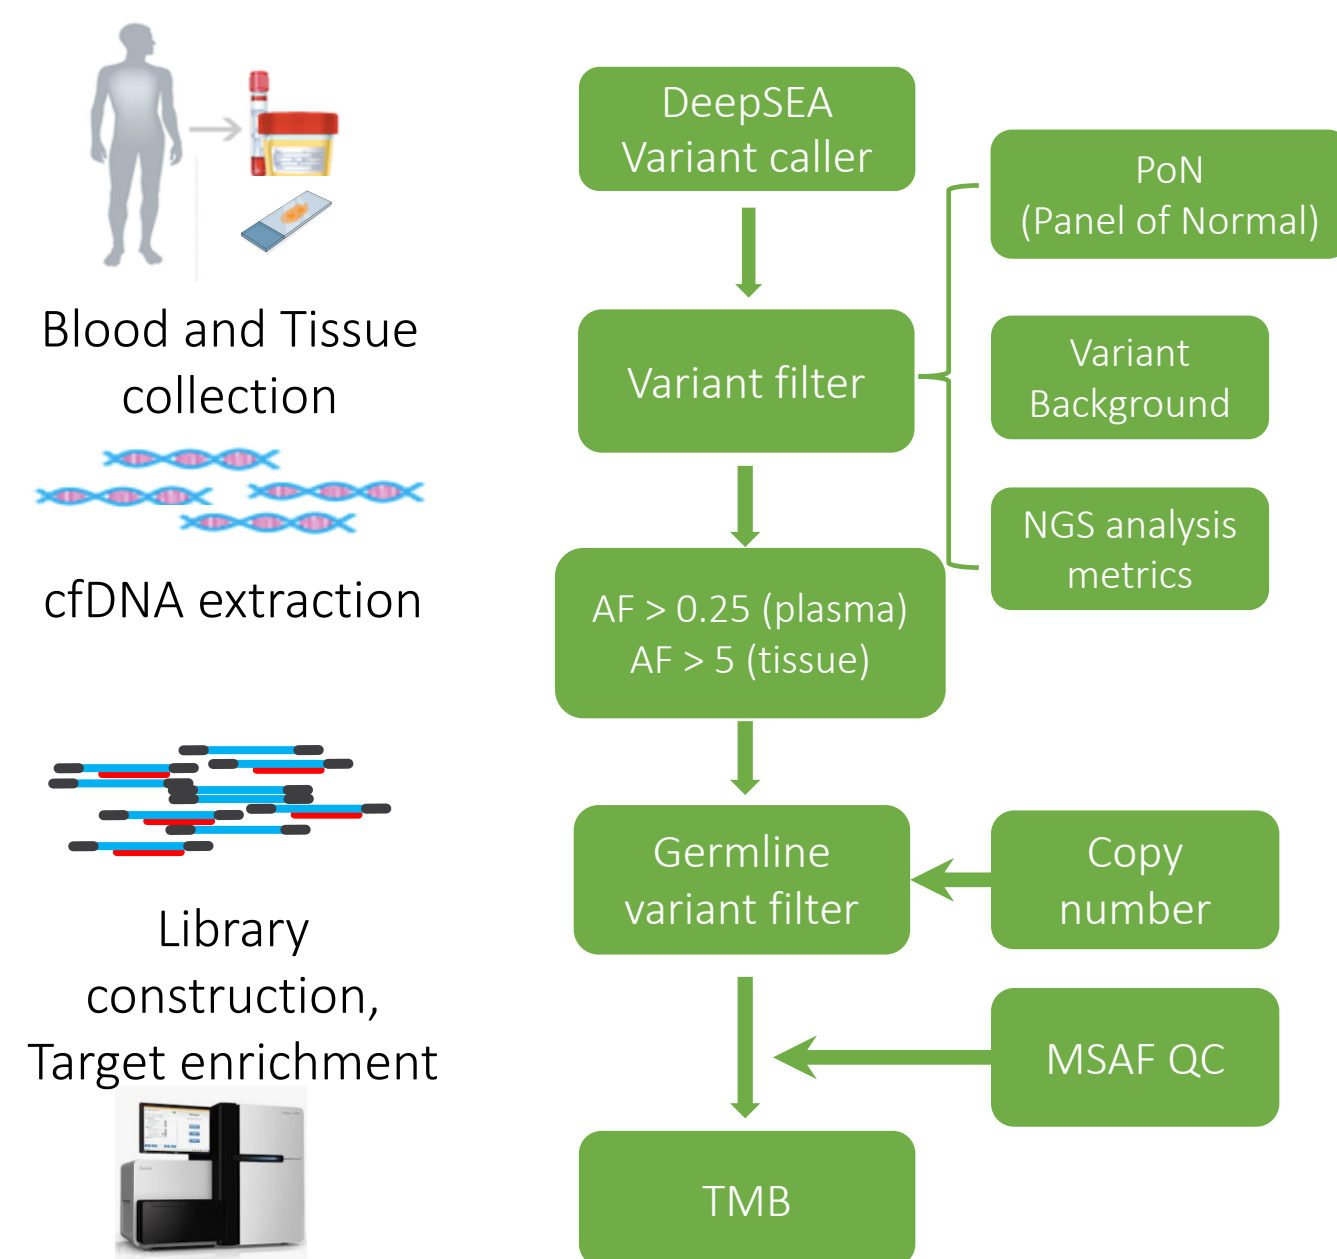 Blood and Tissue
collection
cfDNA extraction
Library
construction,
Target enrichment
DeepSEA
Variant caller
Variant filter
PoN
(Panel of Normal)
Variant
Background
NGS analysis
metrics
AF > 0.25 (plasma)
AF > 5 (tissue)
Germline
variant filter
Copy
number
MSAF QC
TMB